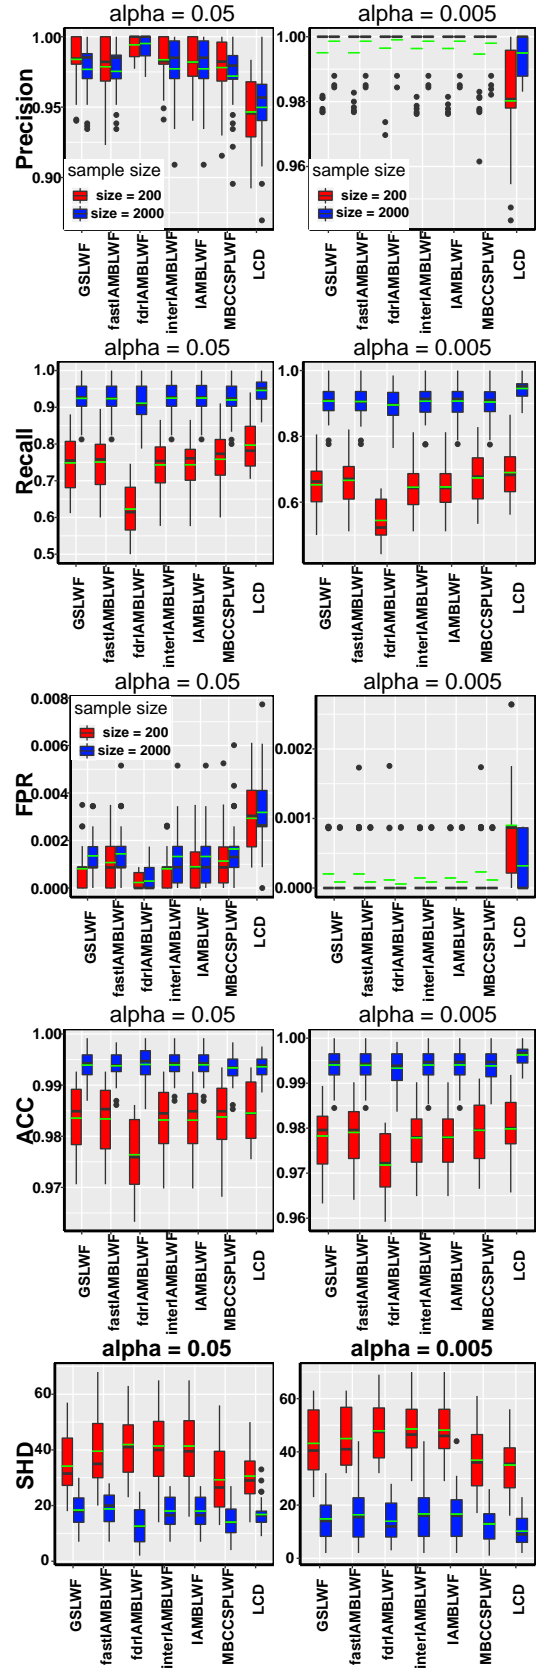 alpha = 0.05
alpha = 0.005
Precision
1.00
0.95
0.90
1.00
0.98
0.96
sample size
size = 200
size = 2000
GSLWF
fastIAMBLWF
fdrIAMBLWF
interIAMBLWF
IAMBLWF
MBCCSPLWF
LCD
GSLWF
fastIAMBLWF
fdrIAMBLWF
interIAMBLWF
IAMBLWF
MBCCSPLWF
LCD
alpha = 0.05
alpha = 0.005
Recall
1.0
0.9
0.8
0.7
0.6
0.5
1.0
0.8
0.6
GSLWF
fastIAMBLWF
fdrIAMBLWF
interIAMBLWF
IAMBLWF
MBCCSPLWF
LCD
GSLWF
fastIAMBLWF
fdrIAMBLWF
interIAMBLWF
IAMBLWF
MBCCSPLWF
LCD
alpha = 0.05
alpha = 0.005
FPR
0.008
0.006
0.004
0.002
0.000
0.002
0.001
0.000
sample size
size = 200
size = 2000
GSLWF
fastIAMBLWF
fdrIAMBLWF
interIAMBLWF
IAMBLWF
MBCCSPLWF
LCD
GSLWF
fastIAMBLWF
fdrIAMBLWF
interIAMBLWF
IAMBLWF
MBCCSPLWF
LCD
alpha = 0.05
alpha = 0.005
ACC
1.00
0.99
0.98
0.97
1.00
0.99
0.98
0.97
0.96
GSLWF
fastIAMBLWF
fdrIAMBLWF
interIAMBLWF
IAMBLWF
MBCCSPLWF
LCD
GSLWF
fastIAMBLWF
fdrIAMBLWF
interIAMBLWF
IAMBLWF
MBCCSPLWF
LCD
alpha = 0.05
alpha = 0.005
SHD
60
40
20
0
60
40
20
0
GSLWF
fastIAMBLWF
fdrIAMBLWF
interIAMBLWF
IAMBLWF
MBCCSPLWF
LCD
GSLWF
fastIAMBLWF
fdrIAMBLWF
interIAMBLWF
IAMBLWF
MBCCSPLWF
LCD